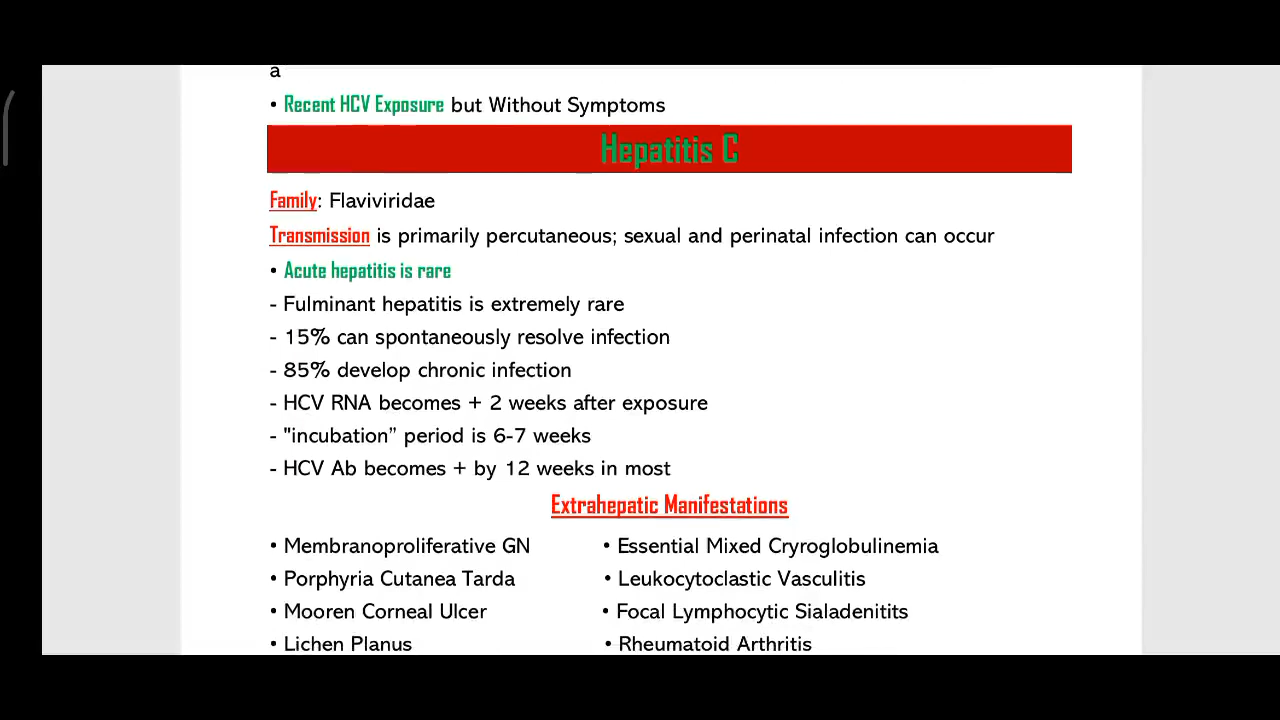 a
• Recent HCV Exposure but Without Symptoms
Hepatitis C
Family: Flaviviridae
Transmission is primarily percutaneous; sexual and perinatal infection can occur
• Acute hepatitis is rare
- Fulminant hepatitis is extremely rare
- 15% can spontaneously resolve infection
- 85% develop chronic infection
- HCV RNA becomes + 2 weeks after exposure
- "incubation” period is 6-7 weeks
- HCV Ab becomes + by 12 weeks in most
Extrahepatic Manifestations
• Membranoproliferative GN • Essential Mixed Cryroglobulinemia
• Porphyria Cutanea Tarda • Leukocytoclastic Vasculitis
• Mooren Corneal Ulcer • Focal Lymphocytic Sialadenitits
• Lichen Planus • Rheumatoid Arthritis